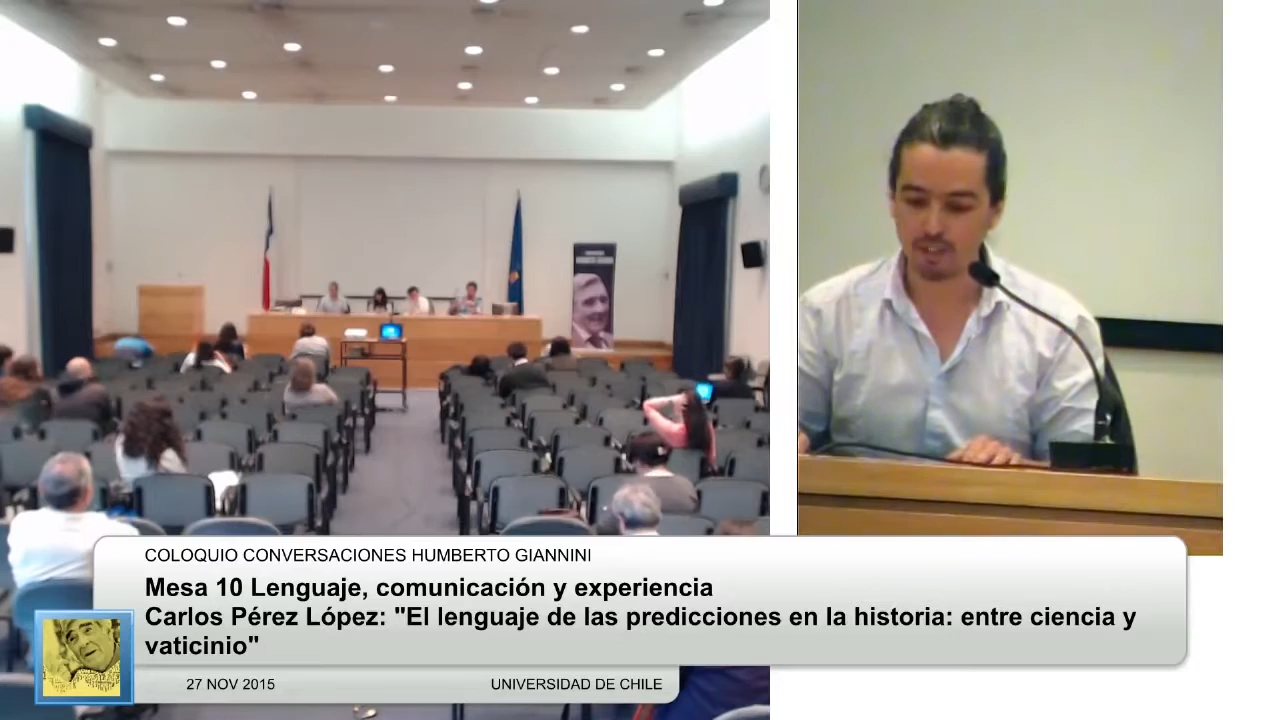 COLOQUIO CONVERSACIONES HUMBERTO GIANNINI
Mesa 10 Lenguaje, comunicación y experiencia
Carlos Pérez López: "El lenguaje de las predicciones en la historia: entre ciencia y
vaticinio"
27 NOV 2015 UNIVERSIDAD DE CHILE